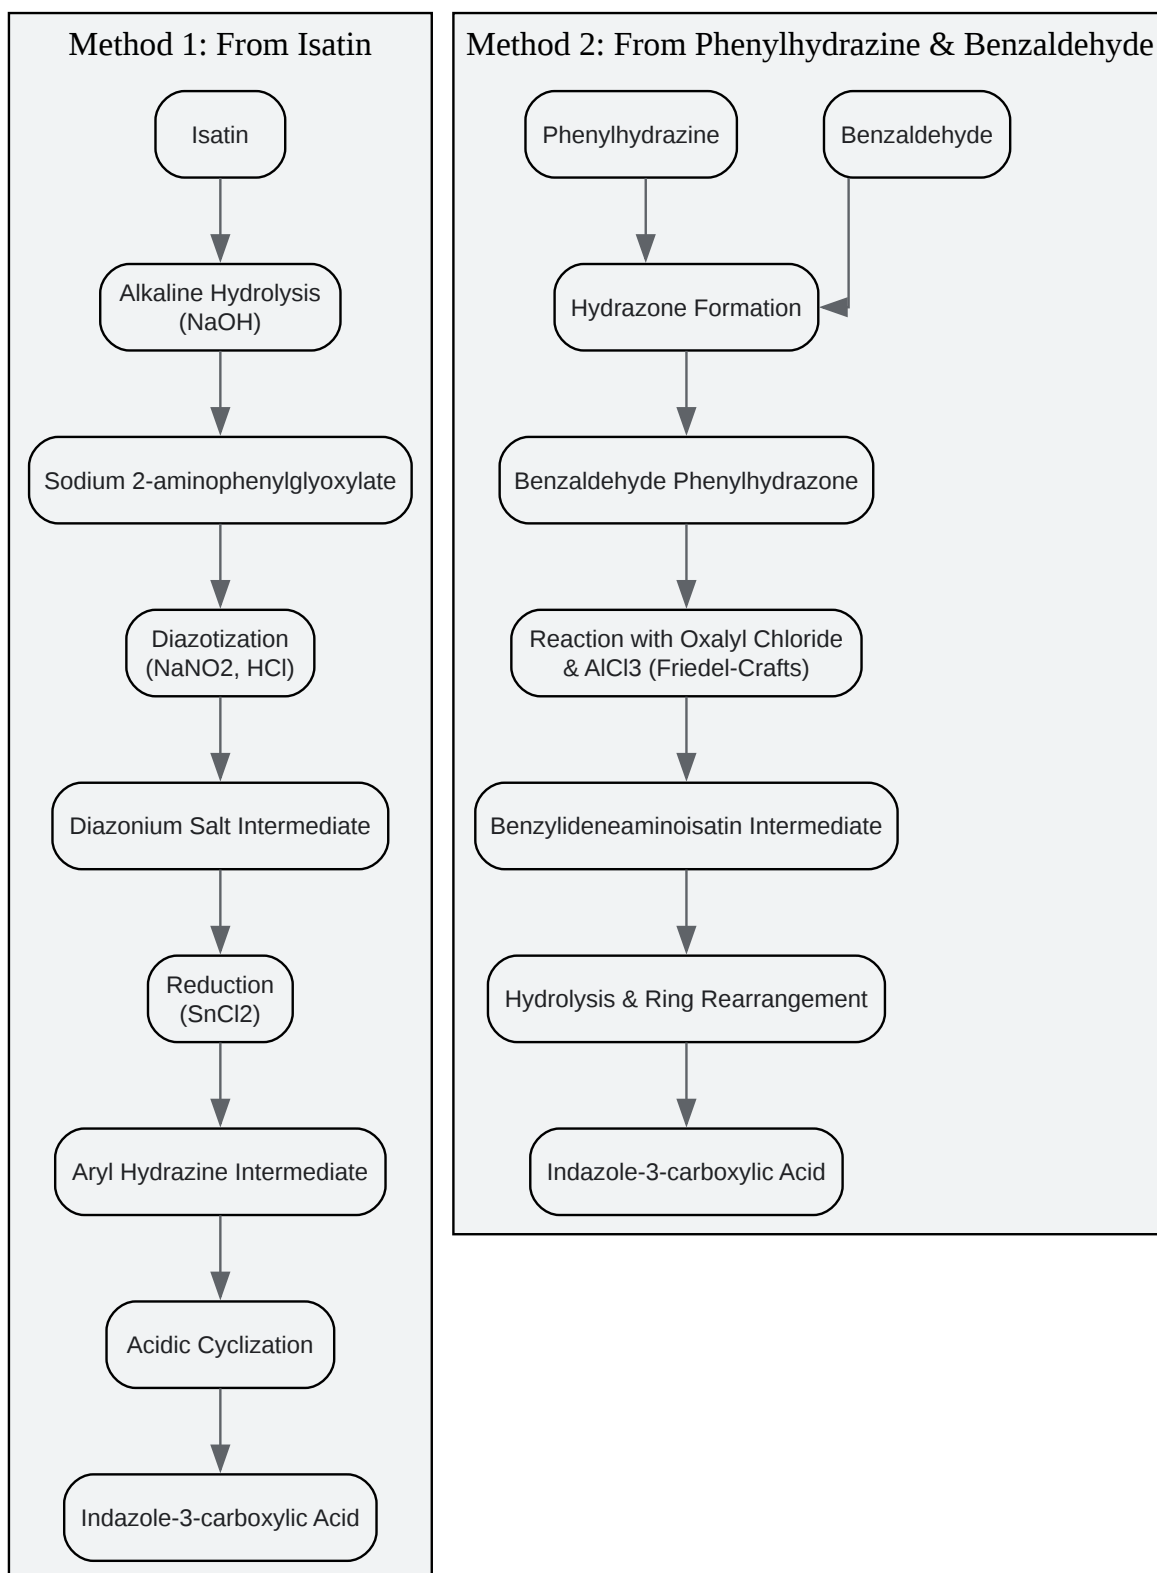 Method 1: From Isatin
Isatin
Alkaline Hydrolysis
(NaOH)
Sodium 2-aminophenylglyoxylate
Diazotization
(NaNO2, HCl)
Diazonium Salt Intermediate
Reduction
(SnCl2)
Aryl Hydrazine Intermediate
Acidic Cyclization
Indazole-3-carboxylic Acid
Method 2: From Phenylhydrazine & Benzaldehyde
Phenylhydrazine
Benzaldehyde
Hydrazone Formation
Benzaldehyde Phenylhydrazone
Reaction with Oxalyl Chloride
& AlCl3 (Friedel-Crafts)
Benzylideneaminoisatin Intermediate
Hydrolysis & Ring Rearrangement
Indazole-3-carboxylic Acid